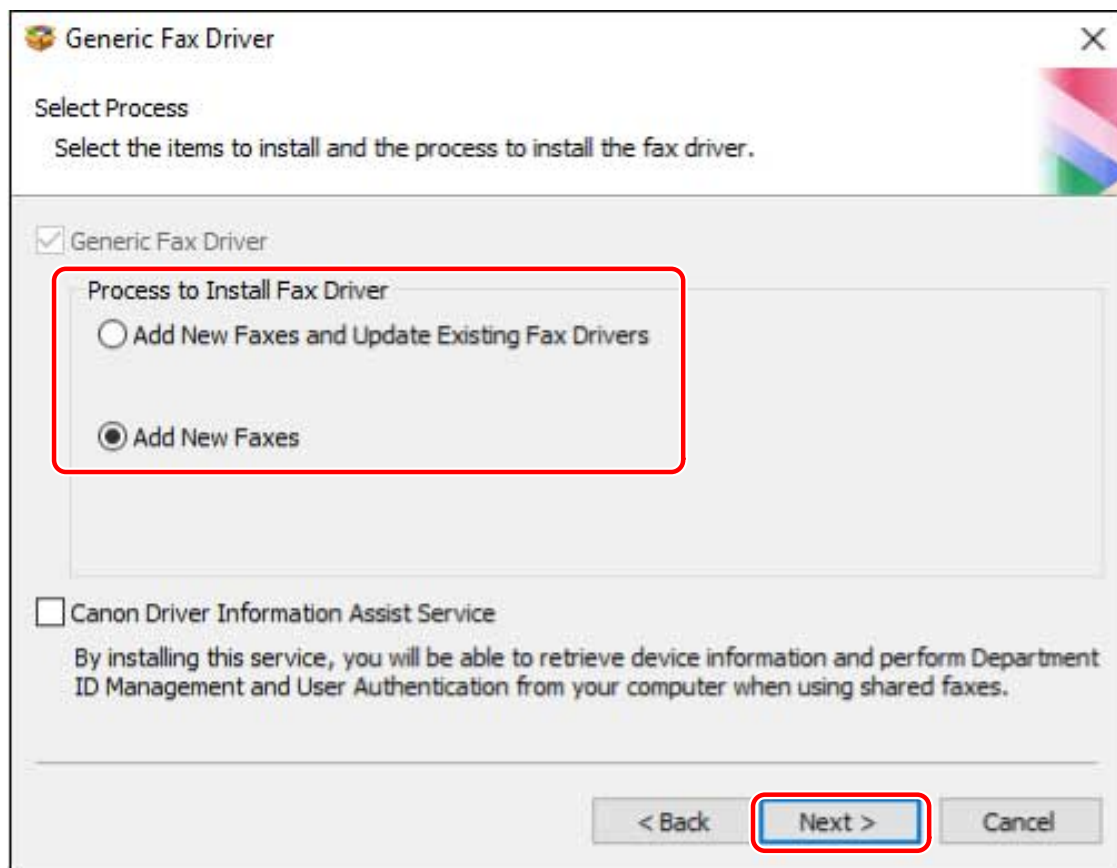 Generic Fax Driver
Select Process
Select the items to install and the process to install the fax driver.
Generic Fax Driver
Process to Install Fax Driver
Add New Faxes and Update Existing Fax Drivers
Add New Faxes
Canon Driver Information Assist Service
By installing this service, you will be able to retrieve device information and perform Department
ID Management and User Authentication from your computer when using shared faxes.
< Back Next > Cancel